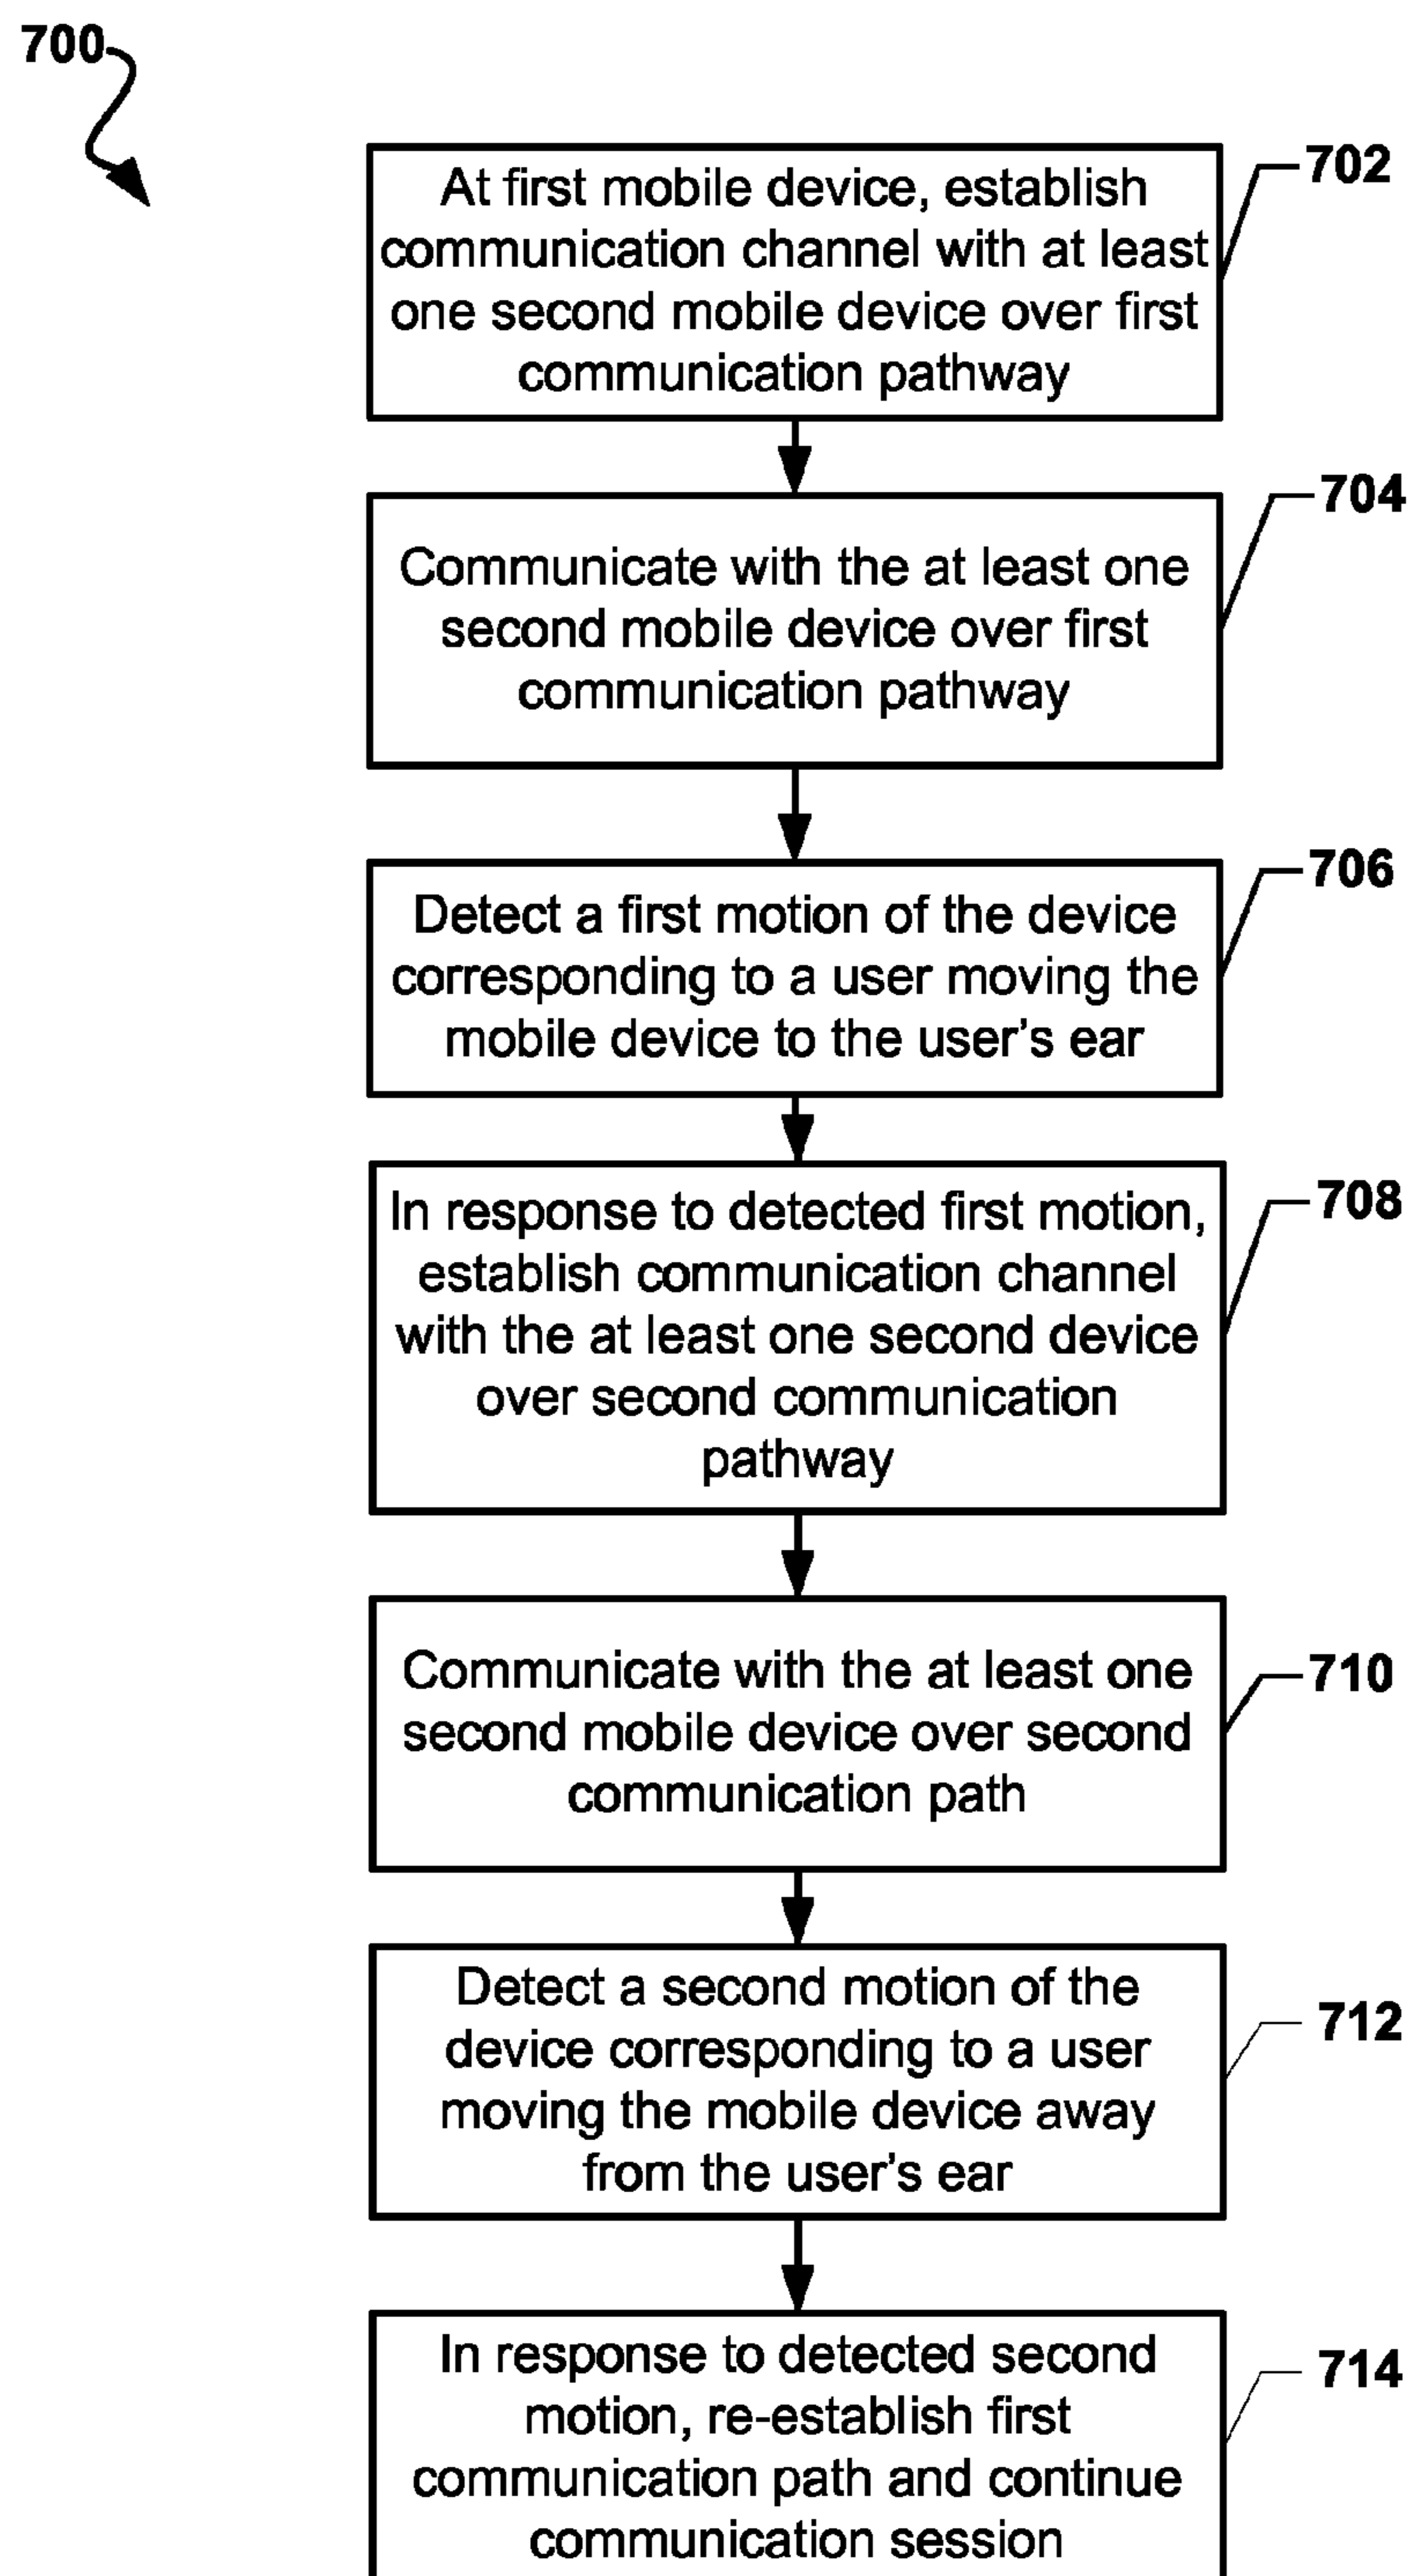 700
At first mobile device, establish
communication channel with at least
one second mobile device over first
communication pathway
702
Communicate with the at least one
second mobile device over first
communication pathway
704
Detect a first motion of the device
corresponding to a user moving the
mobile device to the user’s ear
706
In response to detected first motion,
establish communication channel
with the at least one second device
over second communication
pathway
708
Communicate with the at least one
second mobile device over second
communication path
710
Detect a second motion of the
device corresponding to a user
moving the mobile device away
from the user’s ear
712
In response to detected second
motion, re-establish first
communication path and continue
communication session
714